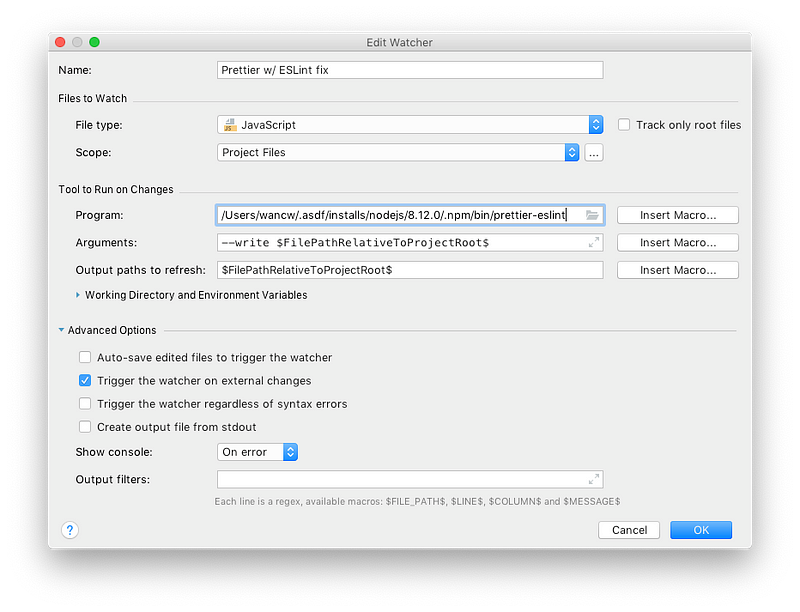 Edit Watcher
Name: Prettier w/ ESLint fix
Files to Watch
File type: JavaScript Track only root files
Scope: Project Files ...
Tool to Run on Changes
Program: /Users/wancw/.asdf/installs/nodejs/8.12.0/.npm/bin/prettier-eslint Insert Macro...
Arguments: --write $FilePathRelativeToProjectRoot$ Insert Macro...
Output paths to refresh: $FilePathRelativeToProjectRoot$ Insert Macro...
Working Directory and Environment Variables
Advanced Options
Auto-save edited files to trigger the watcher
Trigger the watcher on external changes
Trigger the watcher regardless of syntax errors
Create output file from stdout
Show console: On error
Output filters:
Each line is a regex, available macros: $FILE_PATH$, $LINE$, $COLUMN$ and $MESSAGE$
? Cancel OK